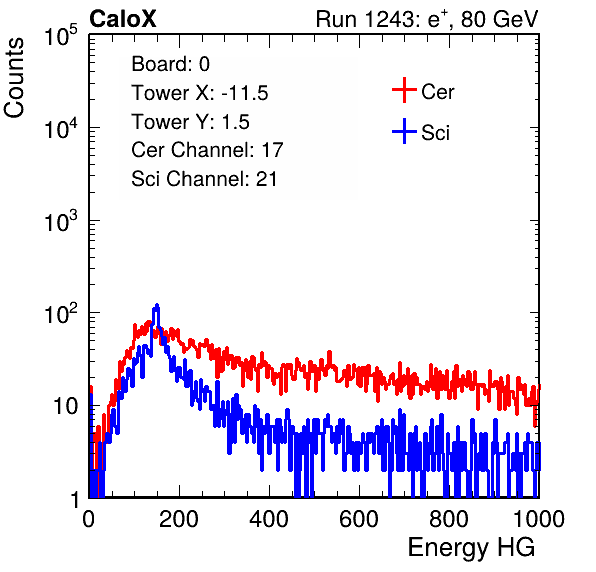 CaloX Run 1243: e⁺, 80 GeV
Counts
Board: 0
Tower X: -11.5
Tower Y: 1.5
Cer Channel: 17
Sci Channel: 21
Cer
Sci
10⁵
10⁴
10³
10²
10
1
0 200 400 600 800 1000
Energy HG